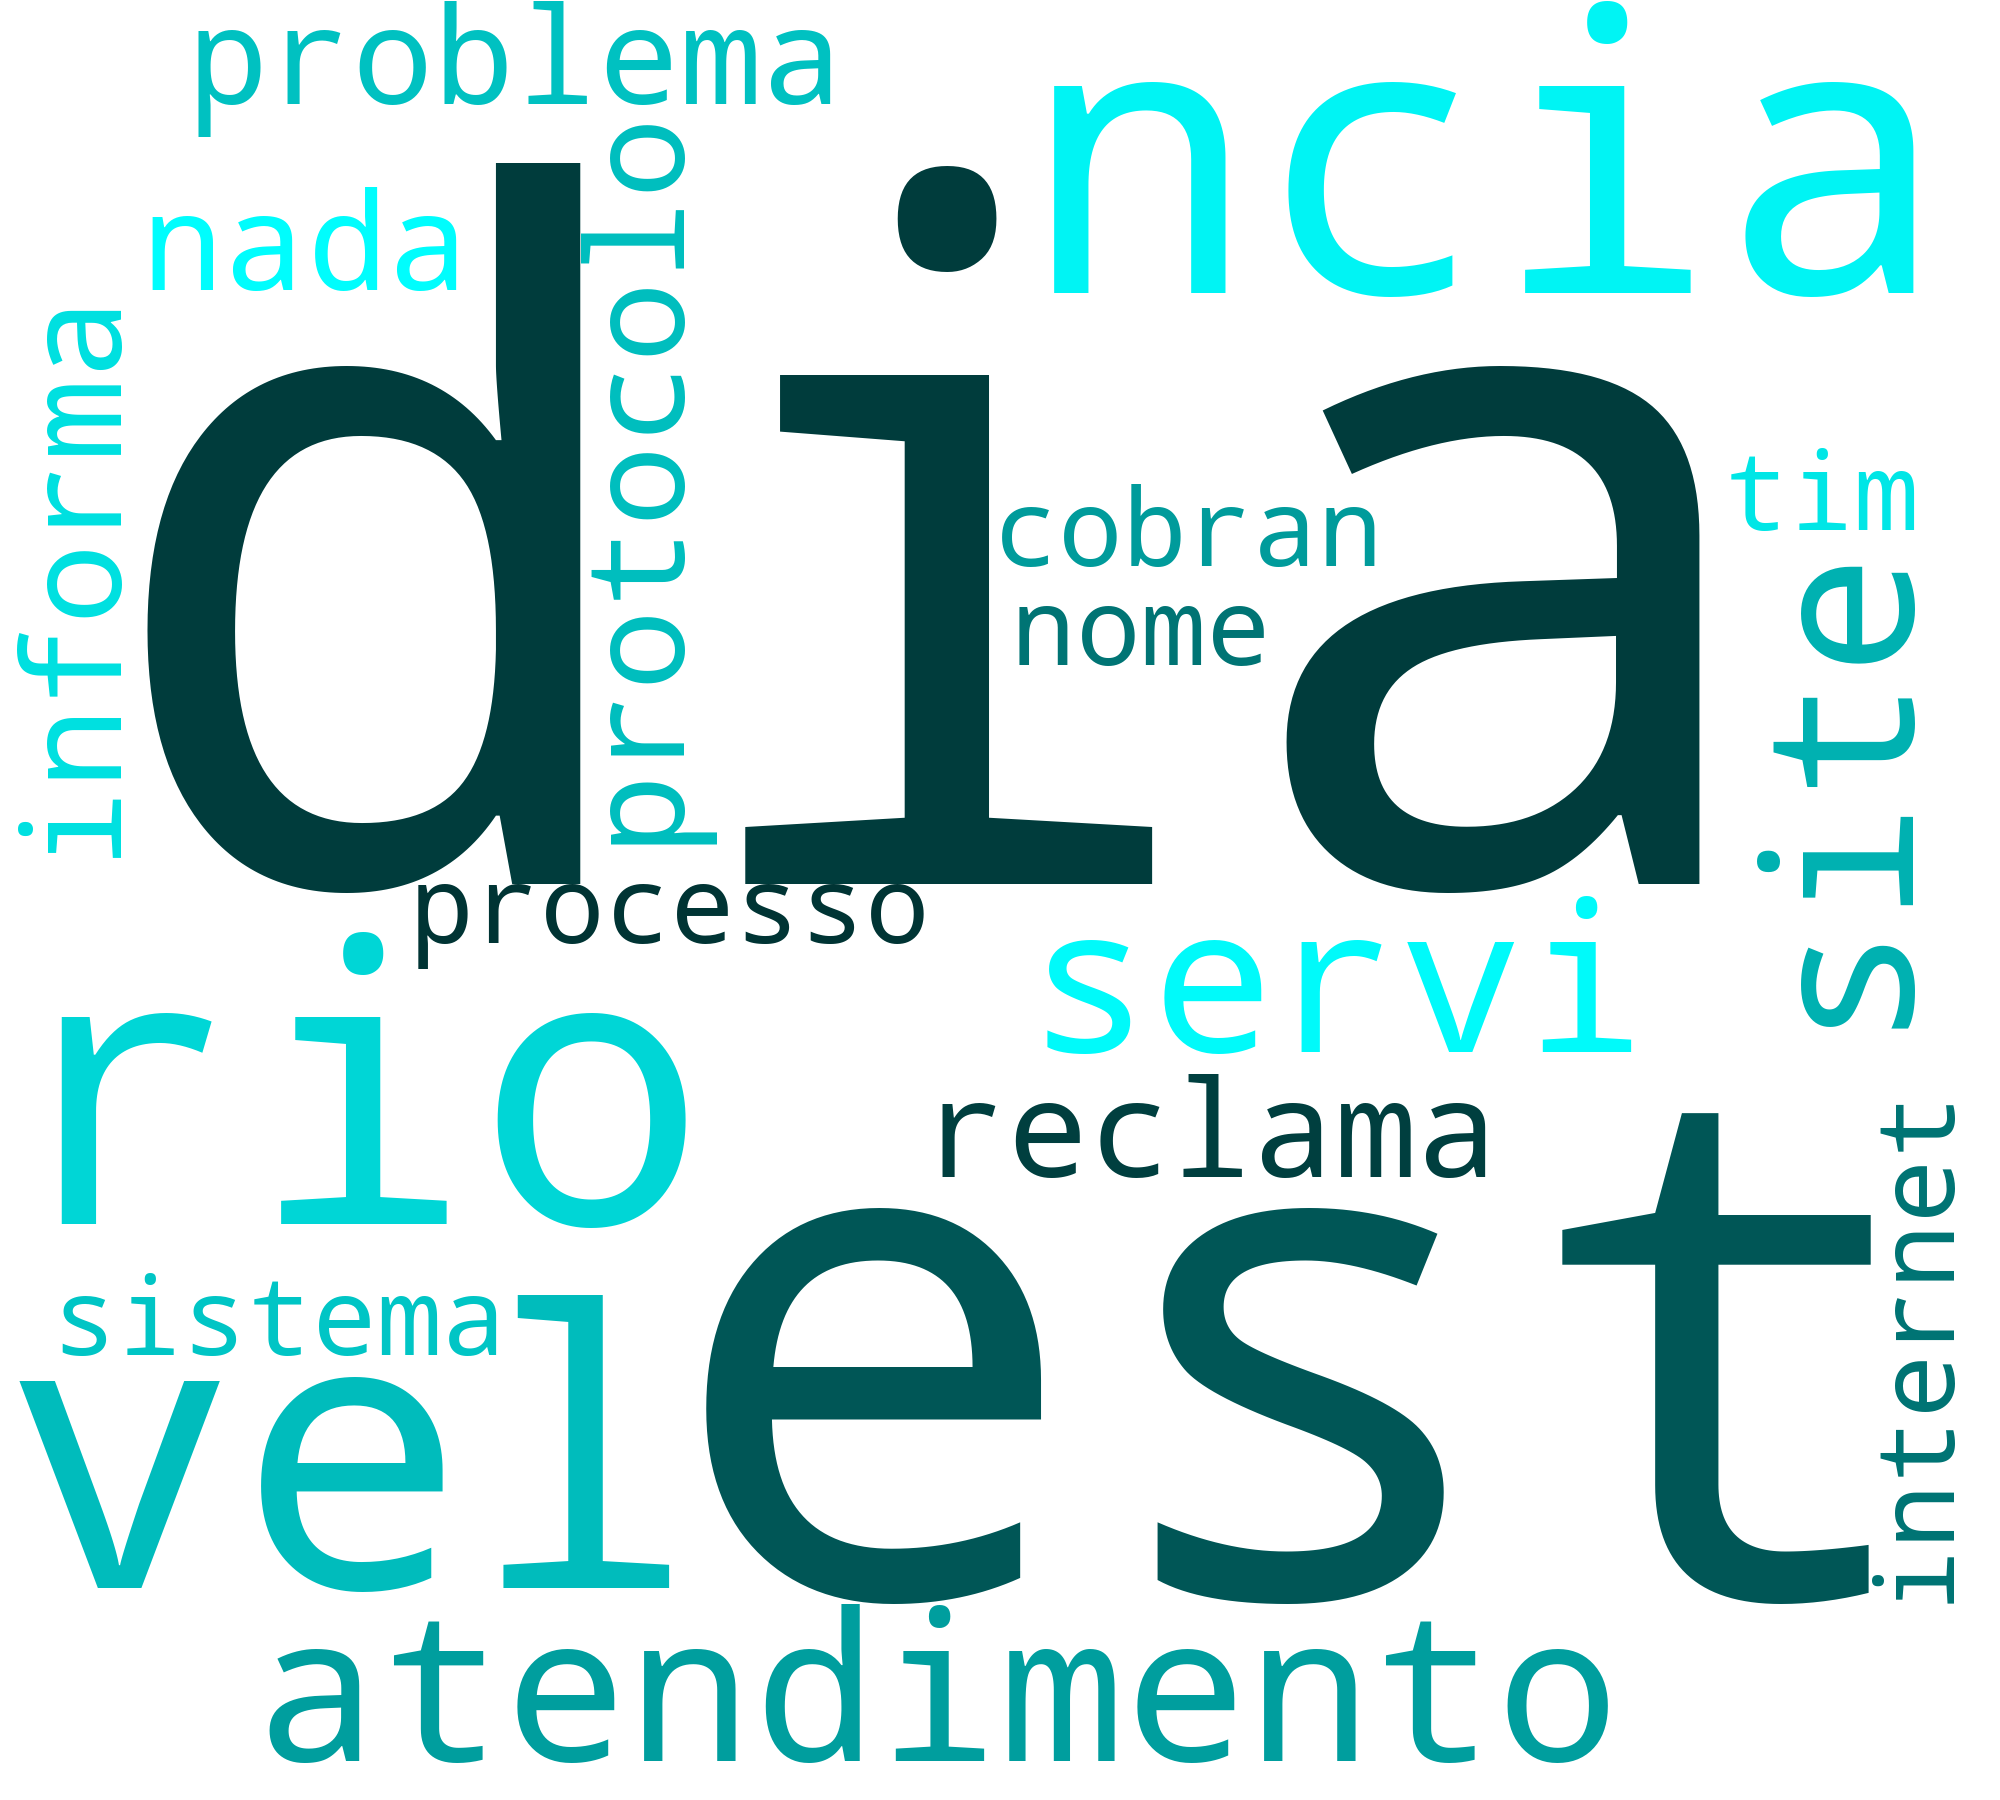 problema
ncia
nada
protocolo
informa
dia
cobran
tim
nome
site
processo
servi
rio
reclama
est
internet
sistema
vel
atendimento